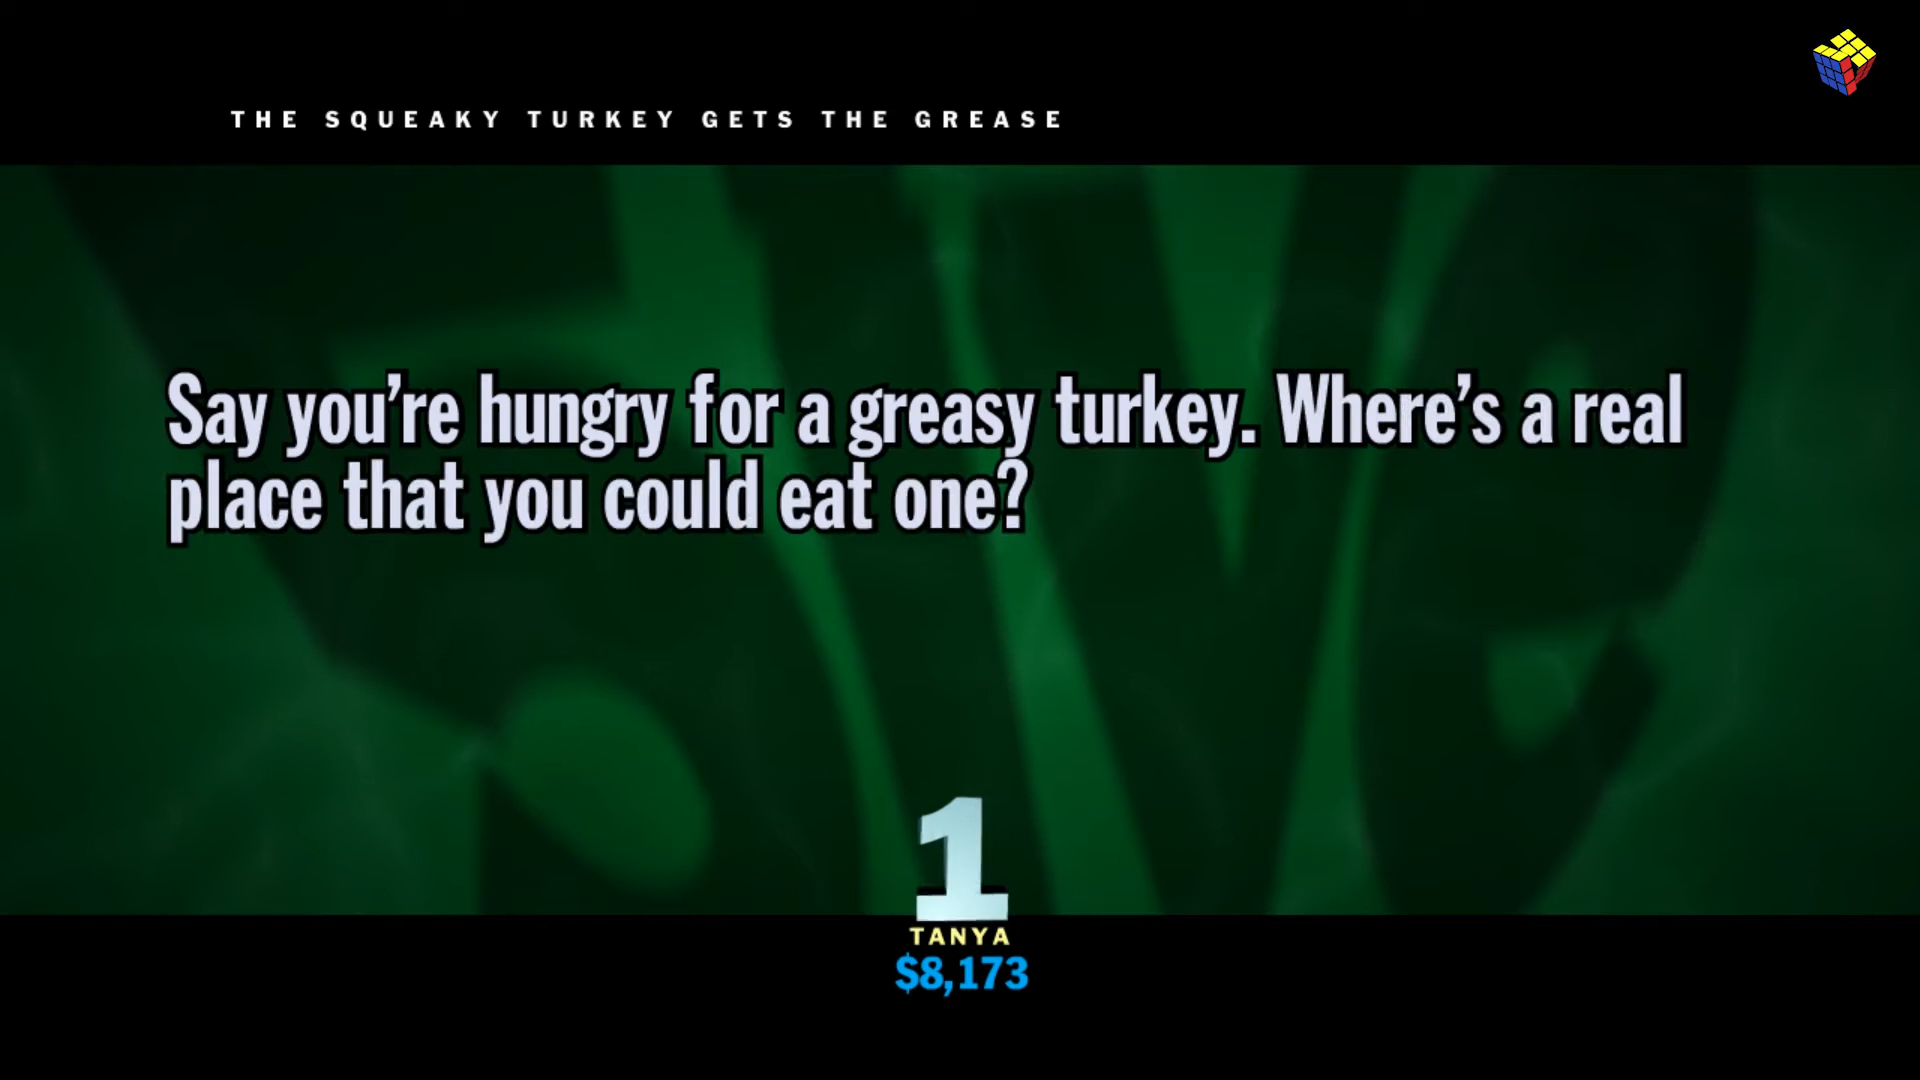 THE SQUEAKY TURKEY GETS THE GREASE
Say you're hungry for a greasy turkey. Where's a real
place that you could eat one?
1
TANYA
$8,173